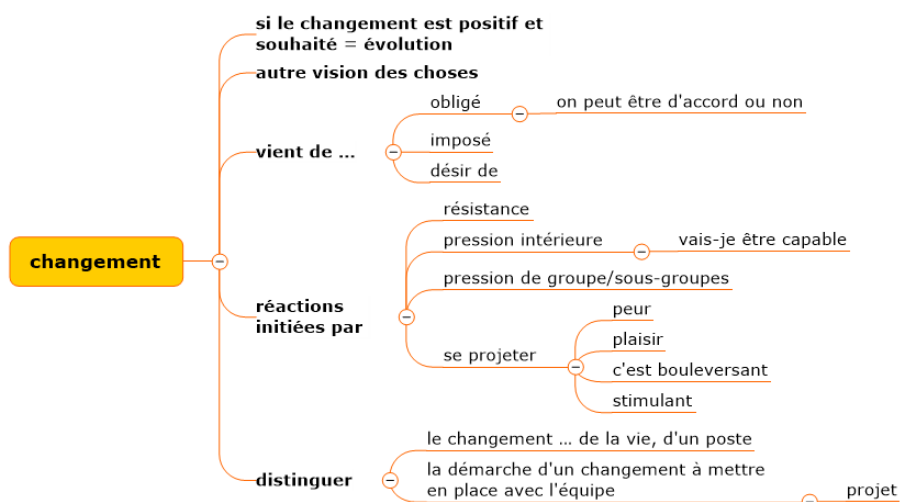 si le changement est positif et
souhaité = évolution
autre vision des choses
vient de ...
obligé
on peut être d'accord ou non
imposé
désir de
changement
réactions
initiées par
résistance
pression intérieure
vais-je être capable
pression de groupe/sous-groupes
se projeter
peur
plaisir
c'est bouleversant
stimulant
distinguer
le changement ... de la vie, d'un poste
la démarche d'un changement à mettre
en place avec l'équipe
projet